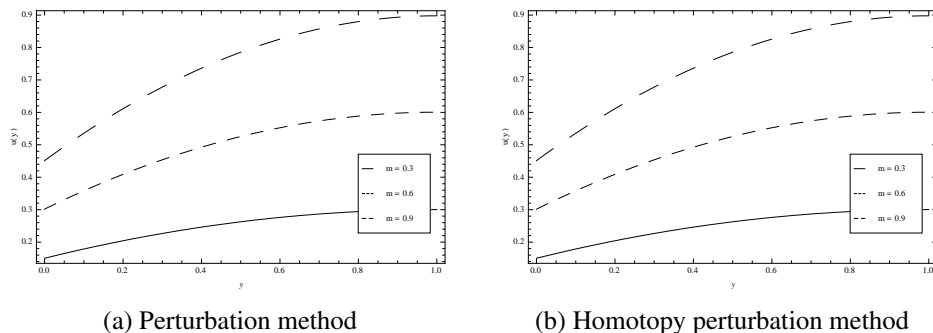 0.9
0.8
0.7
0.6
0.5
0.4
0.3
0.2
u(y)
0.0 0.2 0.4 0.6 0.8 1.0
y
m = 0.3
m = 0.6
m = 0.9
(a) Perturbation method
0.9
0.8
0.7
0.6
0.5
0.4
0.3
0.2
u(y)
0.0 0.2 0.4 0.6 0.8 1.0
y
m = 0.3
m = 0.6
m = 0.9
(b) Homotopy perturbation method